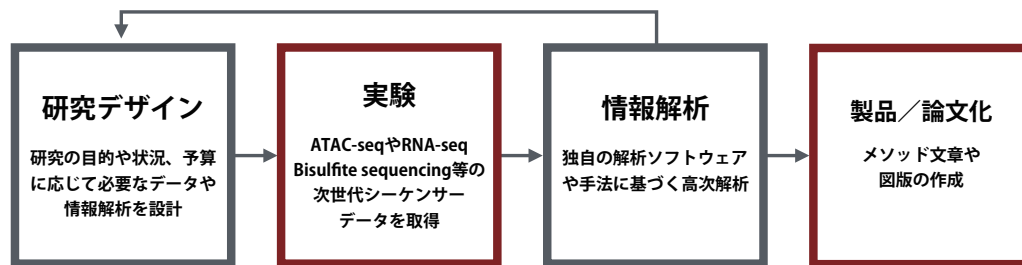 研究デザイン
研究の目的や状況、予算
に応じて必要なデータや
情報解析を設計
実験
ATAC-seqやRNA-seq
Bisulfite sequencing等の
次世代シーケンサー
データを取得
情報解析
独自の解析ソフトウェア
や手法に基づく高次解析
製品／論文化
メソッド文章や
図版の作成